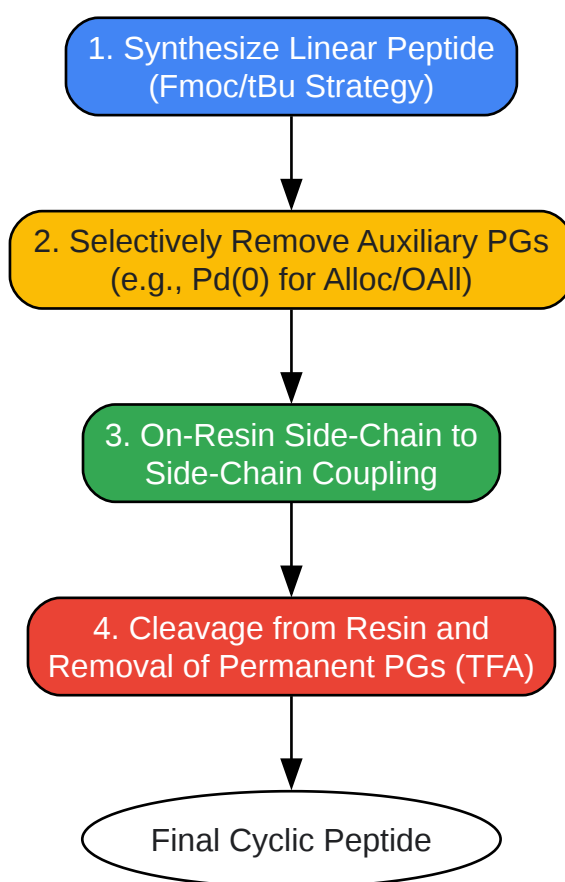 1. Synthesize Linear Peptide
(Fmoc/tBu Strategy)
2. Selectively Remove Auxiliary PGs
(e.g., Pd(0) for Alloc/OAll)
3. On-Resin Side-Chain to
Side-Chain Coupling
4. Cleavage from Resin and
Removal of Permanent PGs (TFA)
Final Cyclic Peptide